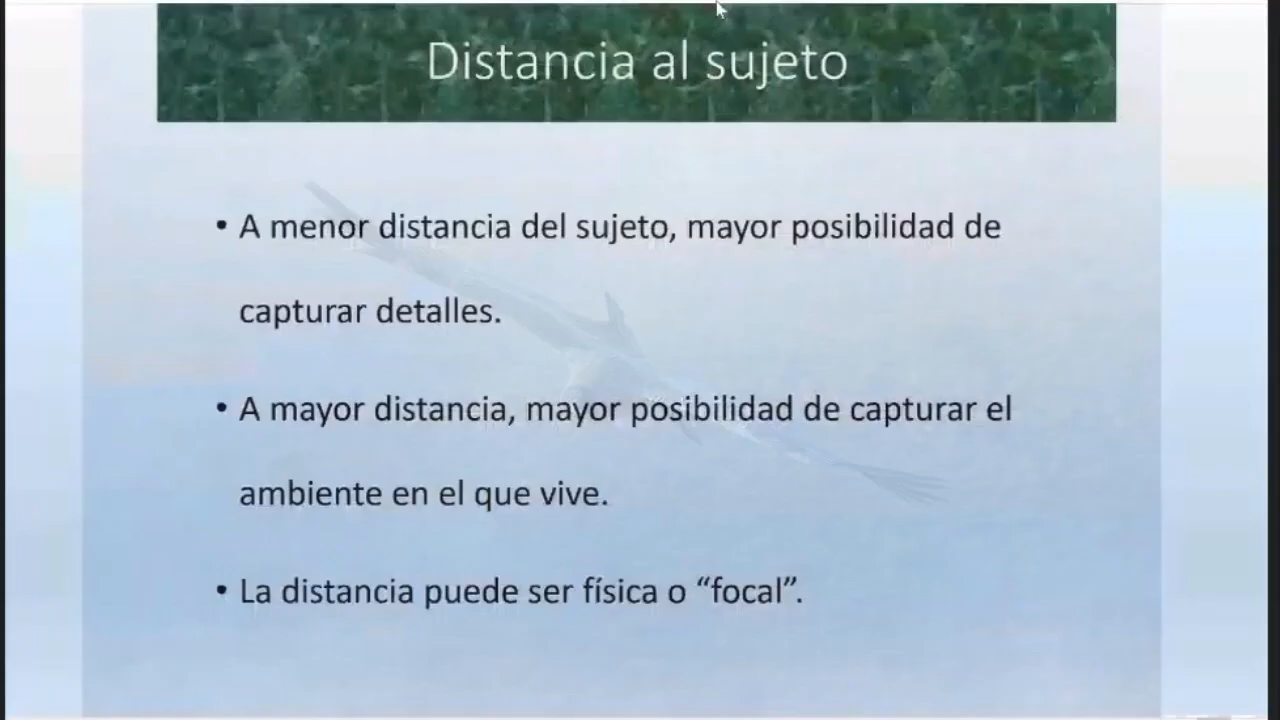 Distancia al sujeto
• A menor distancia del sujeto, mayor posibilidad de
capturar detalles.
• A mayor distancia, mayor posibilidad de capturar el
ambiente en el que vive.
• La distancia puede ser física o “focal”.